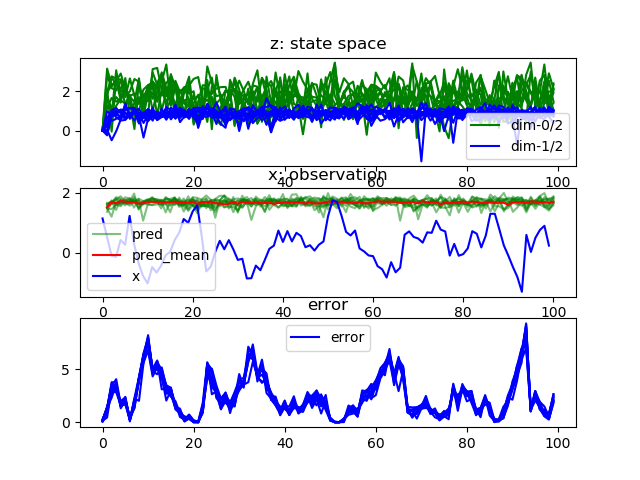 z: state space
2
0
dim-0/2
dim-1/2
0 20 40 60 80 100
x: observation
2
0
pred
pred_mean
x
0 20 40 60 80 100
error
5
0
error
0 20 40 60 80 100